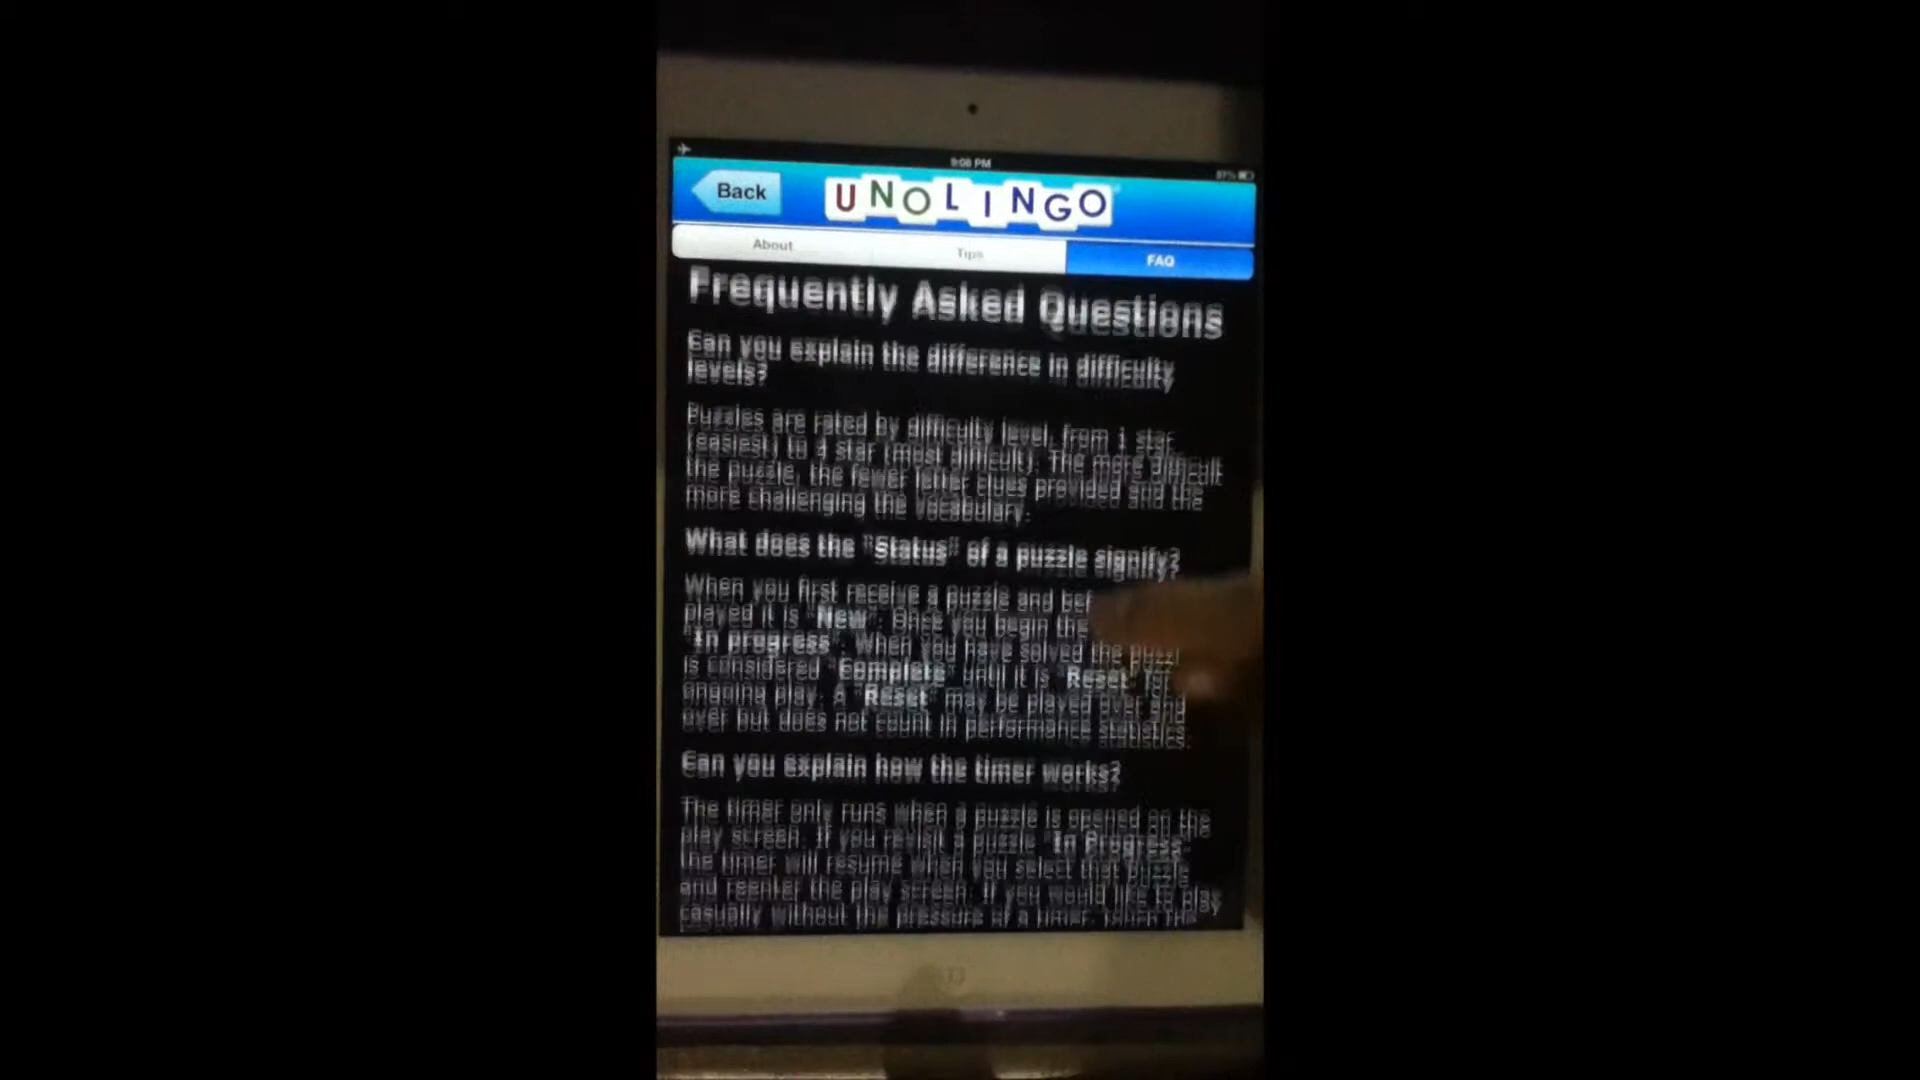 9:08 PM
Back
UNOLINGO
About
Tips
FAQ
Frequently Asked Questions
Can you explain the difference in difficulty
levels?
Puzzles are rated by difficulty level, from 1 star
(easiest) to 4 star (most difficulty). The more difficult
the puzzle, the fewer letter clues provided and the
more challenging the vocabulary.
What does the "Status" of a puzzle signify?
When you first receive a puzzle and
played it is "New". Once you begin the
"In progress". When you have solved the
is considered "Complete" until it is "Reset" for
ongoing play. A "Reset" may be played over and
over but does not count in performance statistics.
Can you explain how the timer works?
The timer only runs when a puzzle is opened on the
play screen. If you revisit a puzzle "In Progress"
the timer will resume when you select that puzzle
and reenter the play screen. If you would like to play
casually without the pressure of a timer,